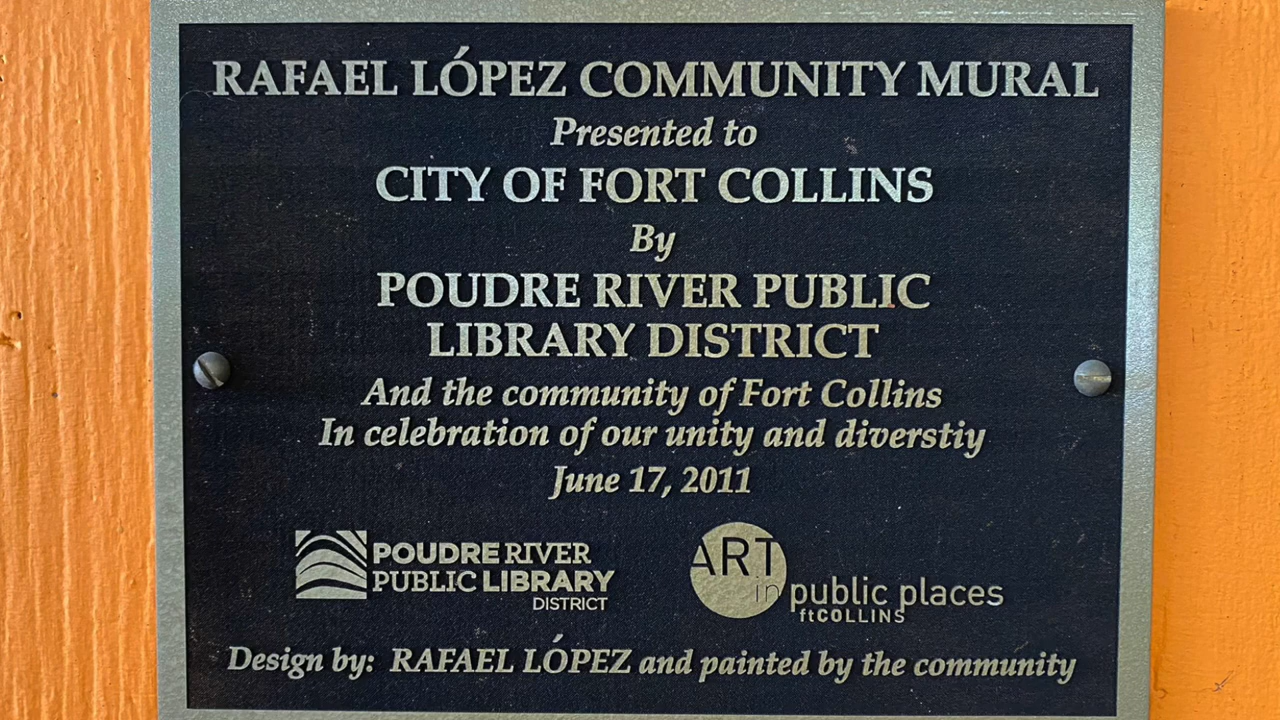 RAFAEL LÓPEZ COMMUNITY MURAL
Presented to
CITY OF FORT COLLINS
By
POUDRE RIVER PUBLIC
LIBRARY DISTRICT
And the community of Fort Collins
In celebration of our unity and diverstiy
June 17, 2011
POUDRE RIVER
PUBLIC LIBRARY
DISTRICT
ART
in public places
ftCOLLINS
Design by: RAFAEL LÓPEZ and painted by the community